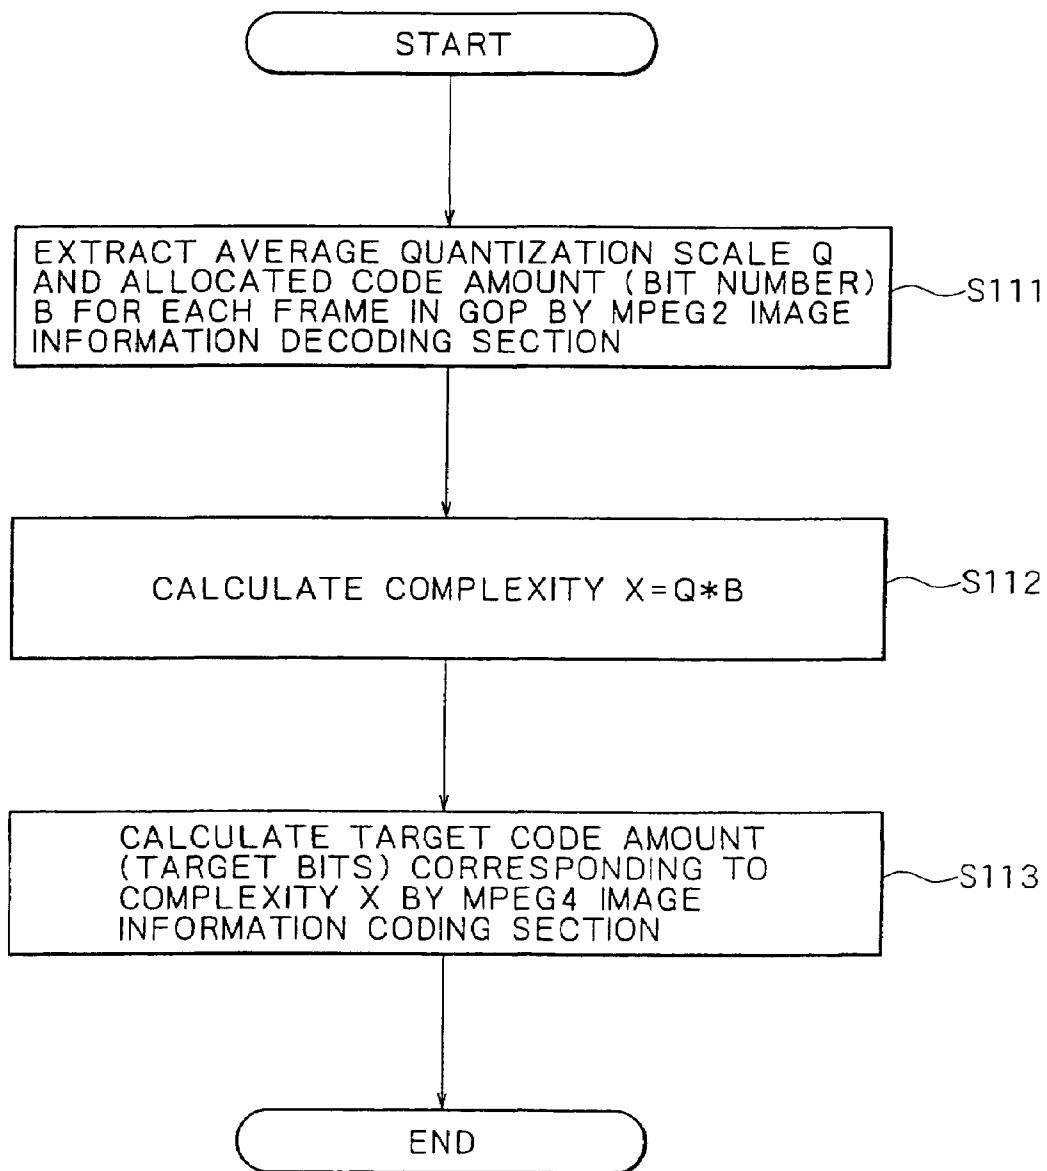 START
EXTRACT AVERAGE QUANTIZATION SCALE Q
AND ALLOCATED CODE AMOUNT (BIT NUMBER)
B FOR EACH FRAME IN GOP BY MPEG2 IMAGE
INFORMATION DECODING SECTION
S111
CALCULATE COMPLEXITY X=Q*B
S112
CALCULATE TARGET CODE AMOUNT
(TARGET BITS) CORRESPONDING TO
COMPLEXITY X BY MPEG4 IMAGE
INFORMATION CODING SECTION
S113
END